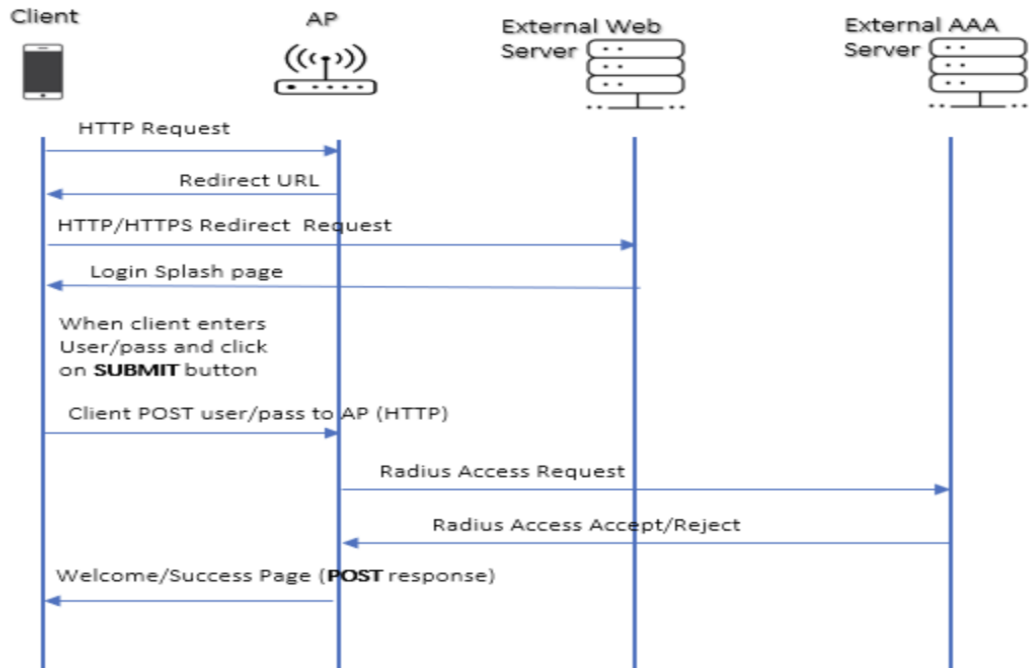 Client
AP
External Web
Server
External AAA
Server
HTTP Request
Redirect URL
HTTP/HTTPS Redirect Request
Login Splash page
When client enters
User/pass and click
on SUBMIT button
Client POST user/pass to AP (HTTP)
Radius Access Request
Radius Access Accept/Reject
Welcome/Success Page (POST response)